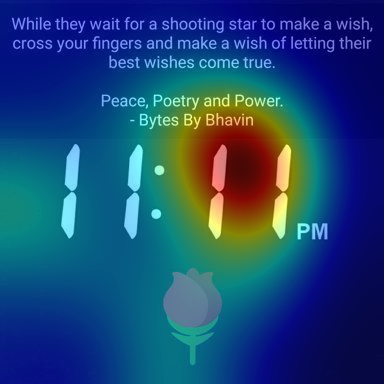 While they wait for a shooting star to make a wish,
cross your fingers and make a wish of letting their
best wishes come true.
Peace, Poetry and Power.
- Bytes By Bhavin
11:11 PM